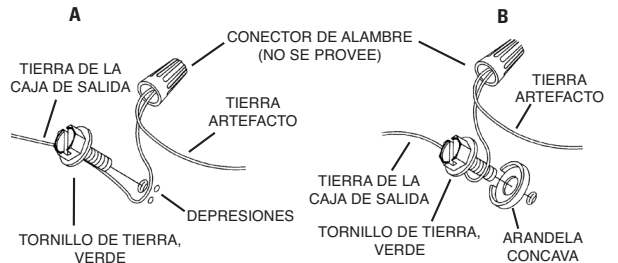 A
B
CONECTOR DE ALAMBRE
(NO SE PROVEE)
TIERRA DE LA
CAJA DE SALIDA
TIERRA
ARTEFACTO
DEPRESIONES
TORNILLO DE TIERRA,
VERDE
TIERRA
ARTEFACTO
TIERRA DE LA
CAJA DE SALIDA
TORNILLO DE TIERRA,
VERDE
ARANDELA
CONCAVA